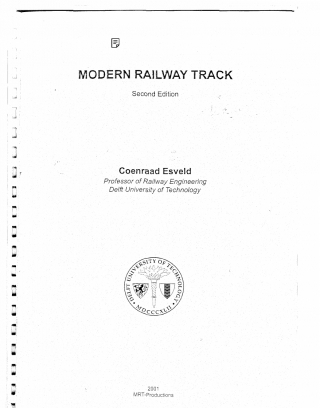 MODERN RAILWAY TRACK
Second Edition
Coenraad Esveld
Professor of Railway Engineering
Delft University of Technology
DELFT UNIVERSITY OF TECHNOLOGY
MDCCCXLII
2001
MRT-Productions